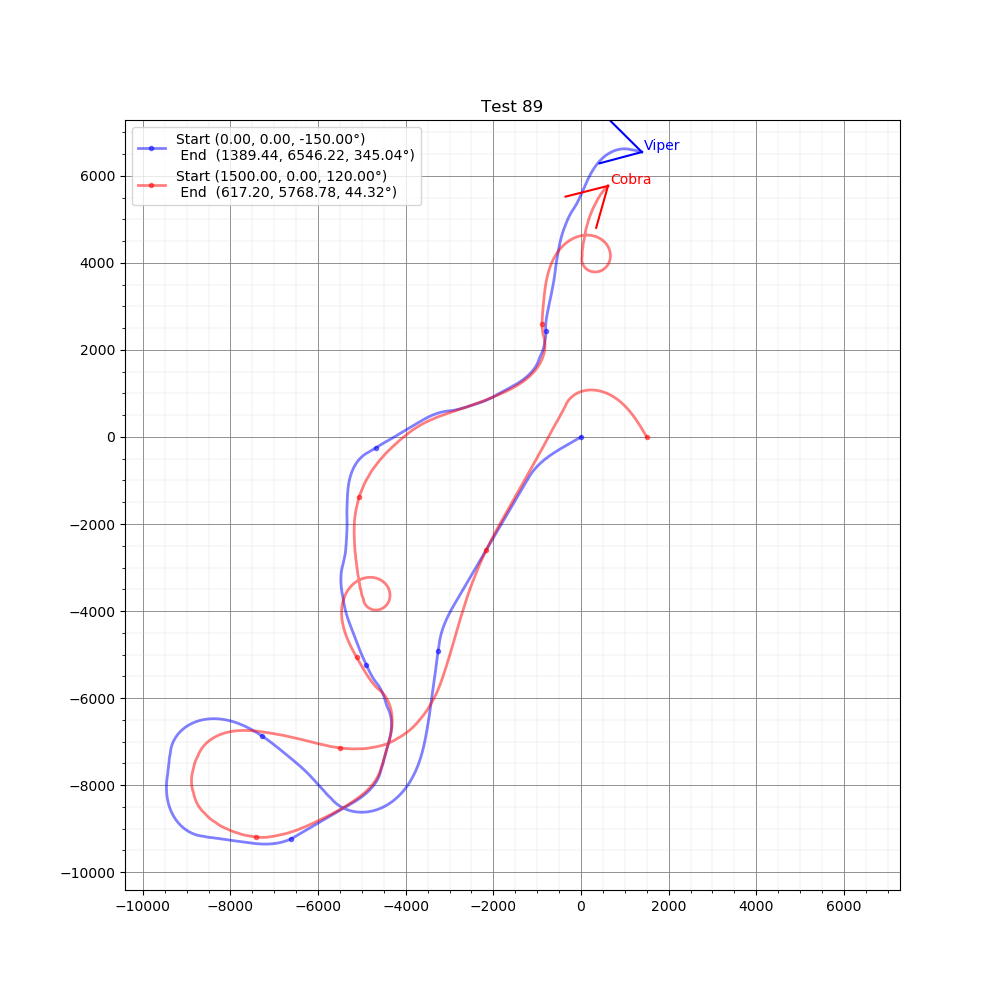 Test 89
Start (0.00, 0.00, -150.00°)
End  (1389.44, 6546.22, 345.04°)
Start (1500.00, 0.00, 120.00°)
End  (617.20, 5768.78, 44.32°)
Viper
Cobra
6000
4000
2000
0
−2000
−4000
−6000
−8000
−10000
−10000 −8000 −6000 −4000 −2000 0 2000 4000 6000